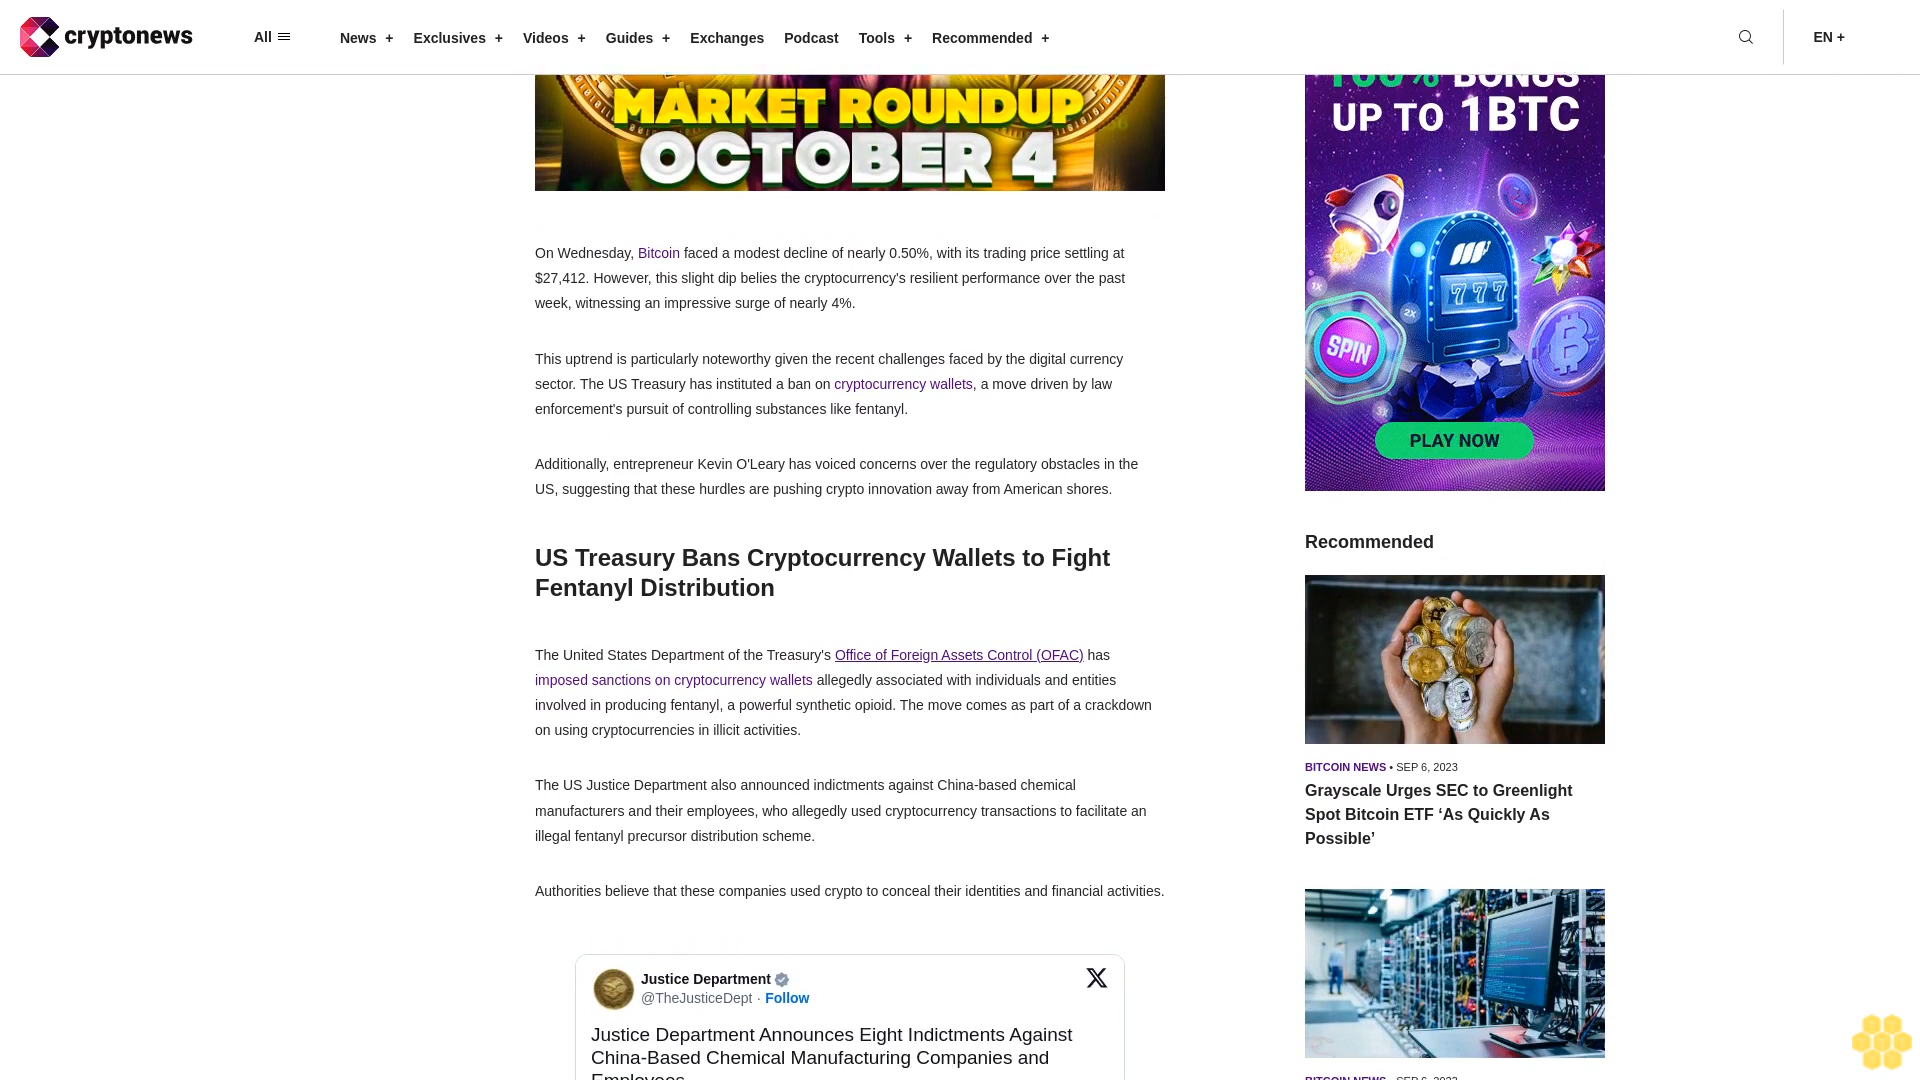 cryptonews
All
News +
Exclusives +
Videos +
Guides +
Exchanges
Podcast
Tools +
Recommended +
EN +
MARKET ROUNDUP
OCTOBER 4
On Wednesday, Bitcoin faced a modest decline of nearly 0.50%, with its trading price settling at
$27,412. However, this slight dip belies the cryptocurrency's resilient performance over the past
week, witnessing an impressive surge of nearly 4%.
This uptrend is particularly noteworthy given the recent challenges faced by the digital currency
sector. The US Treasury has instituted a ban on cryptocurrency wallets, a move driven by law
enforcement's pursuit of controlling substances like fentanyl.
Additionally, entrepreneur Kevin O'Leary has voiced concerns over the regulatory obstacles in the
US, suggesting that these hurdles are pushing crypto innovation away from American shores.
US Treasury Bans Cryptocurrency Wallets to Fight
Fentanyl Distribution
The United States Department of the Treasury's Office of Foreign Assets Control (OFAC) has
imposed sanctions on cryptocurrency wallets allegedly associated with individuals and entities
involved in producing fentanyl, a powerful synthetic opioid. The move comes as part of a crackdown
on using cryptocurrencies in illicit activities.
The US Justice Department also announced indictments against China-based chemical
manufacturers and their employees, who allegedly used cryptocurrency transactions to facilitate an
illegal fentanyl precursor distribution scheme.
Authorities believe that these companies used crypto to conceal their identities and financial activities.
Justice Department
@TheJusticeDept · Follow
Justice Department Announces Eight Indictments Against
China-Based Chemical Manufacturing Companies and
Employees
100% BONUS
UP TO 1BTC
777
1X
2X
SPIN
3X
PLAY NOW
Recommended
BITCOIN NEWS • SEP 6, 2023
Grayscale Urges SEC to Greenlight
Spot Bitcoin ETF ‘As Quickly As
Possible’
BITCOIN NEWS • SEP 6, 2023